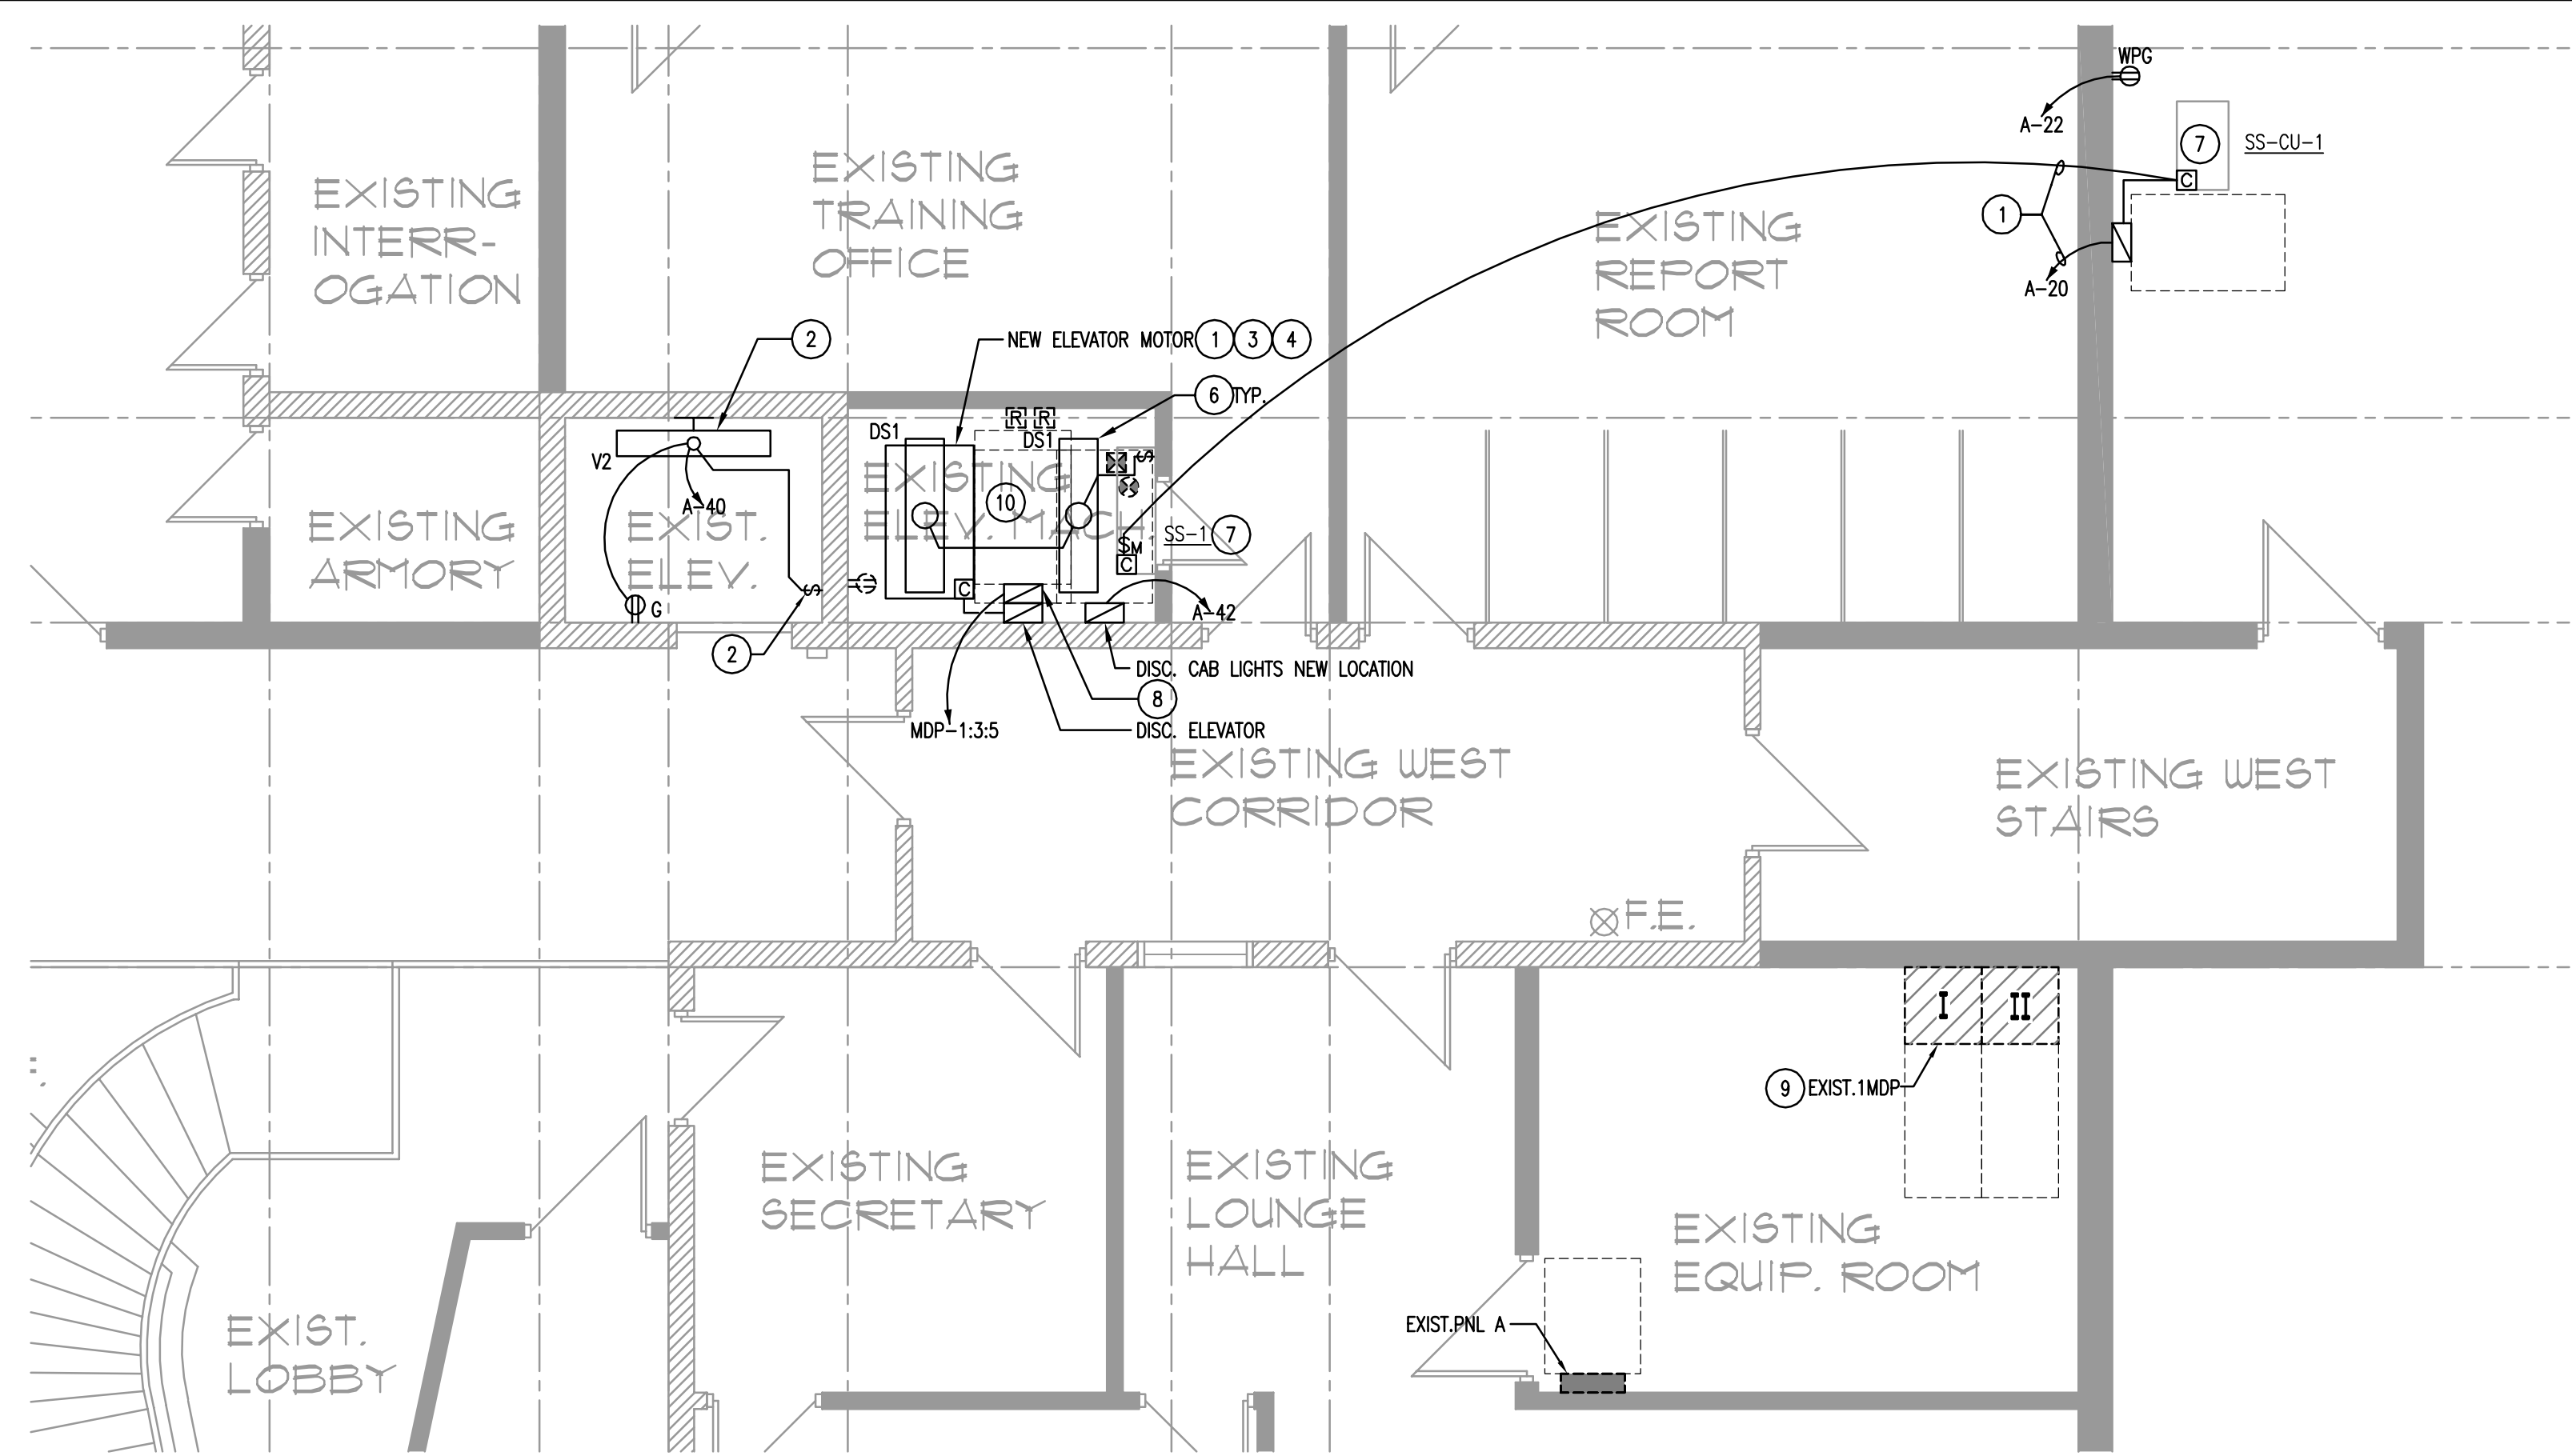 WPG
A-22
7
SS-CU-1
C
1
A-20
EXISTING
INTERR-
OGATION
EXISTING
TRAINING
OFFICE
EXISTING
REPORT
ROOM
2
NEW ELEVATOR MOTOR 1 3 4
6 TYP.
R R
DS1
DS1
V2
$
A-40
10
EXISTING
ELEV. MACH.
EXISTING
ARMORY
EXIST.
ELEV.
SS-1 7
$M
C
C
$
G
A-42
2
DISC. CAB LIGHTS NEW LOCATION
8
MDP-1:3:5
DISC. ELEVATOR
EXISTING WEST
CORRIDOR
EXISTING WEST
STAIRS
F.E.
I II
9 EXIST.1MDP
EXISTING
SECRETARY
EXISTING
LOUNGE
HALL
EXISTING
EQUIP. ROOM
EXIST.PNL A
EXIST.
LOBBY